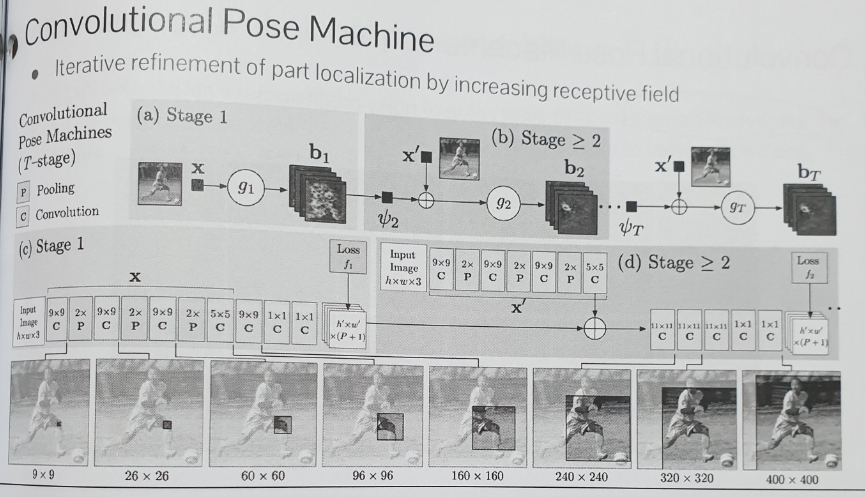 Convolutional Pose Machine
• Iterative refinement of part localization by increasing receptive field
Convolutional
Pose Machines
(T-stage)
P Pooling
C Convolution
(a) Stage 1
x
g₁
b₁
(b) Stage ≥ 2
x′
ψ₂
g₂
b₂
...
x′
ψT
gT
bT
(c) Stage 1
x
Input Image h×w×3
9×9 C
2× P
9×9 C
2× P
9×9 C
2× P
5×5 C
9×9 C
1×1 C
1×1 C
Loss f₁
h′×w′ ×(P+1)
(d) Stage ≥ 2
Input Image h×w×3
9×9 C
2× P
9×9 C
2× P
9×9 C
2× P
5×5 C
x′
11×11 C
11×11 C
11×11 C
1×1 C
1×1 C
Loss f₂
h′×w′ ×(P+1)
9 × 9
26 × 26
60 × 60
96 × 96
160 × 160
240 × 240
320 × 320
400 × 400